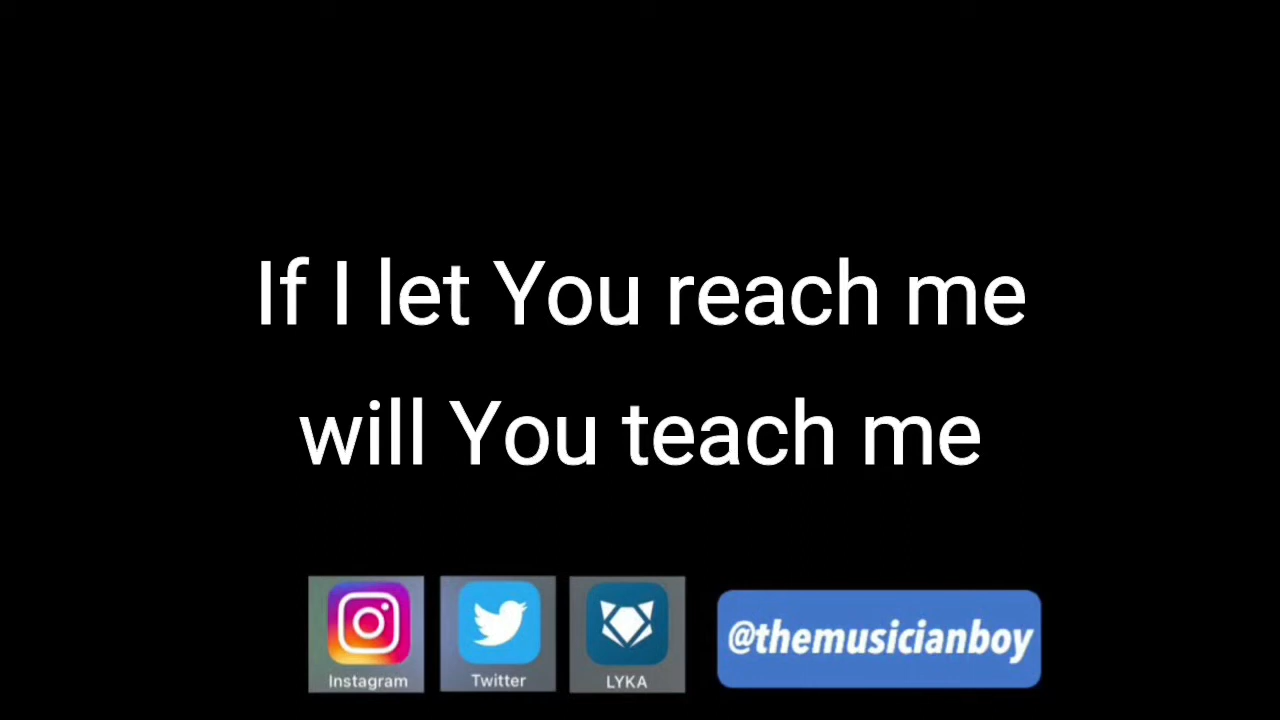 If I let You reach me
will You teach me
Instagram
Twitter
LYKA
@themusicianboy